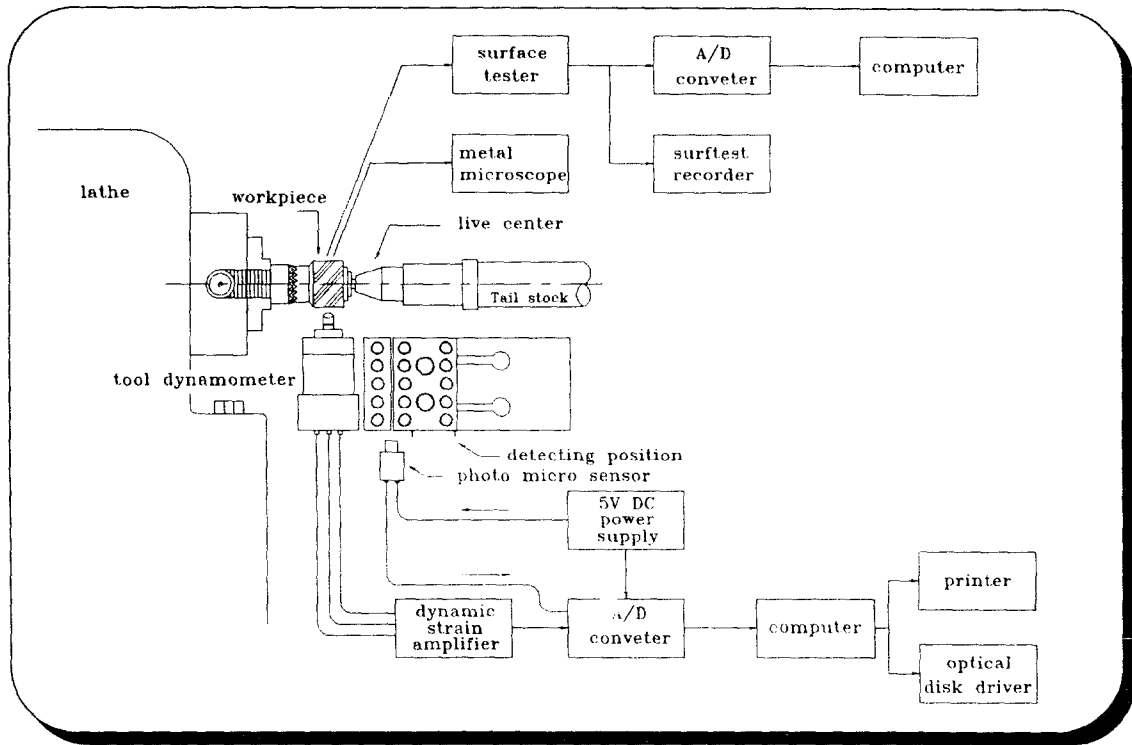 surface
tester
A/D
conveter
computer
metal
microscope
surftest
recorder
lathe
workpiece
live center
Tail stock
tool dynamometer
detecting position
photo micro sensor
5V DC
power
supply
dynamic
strain
amplifier
A/D
conveter
computer
printer
optical
disk driver